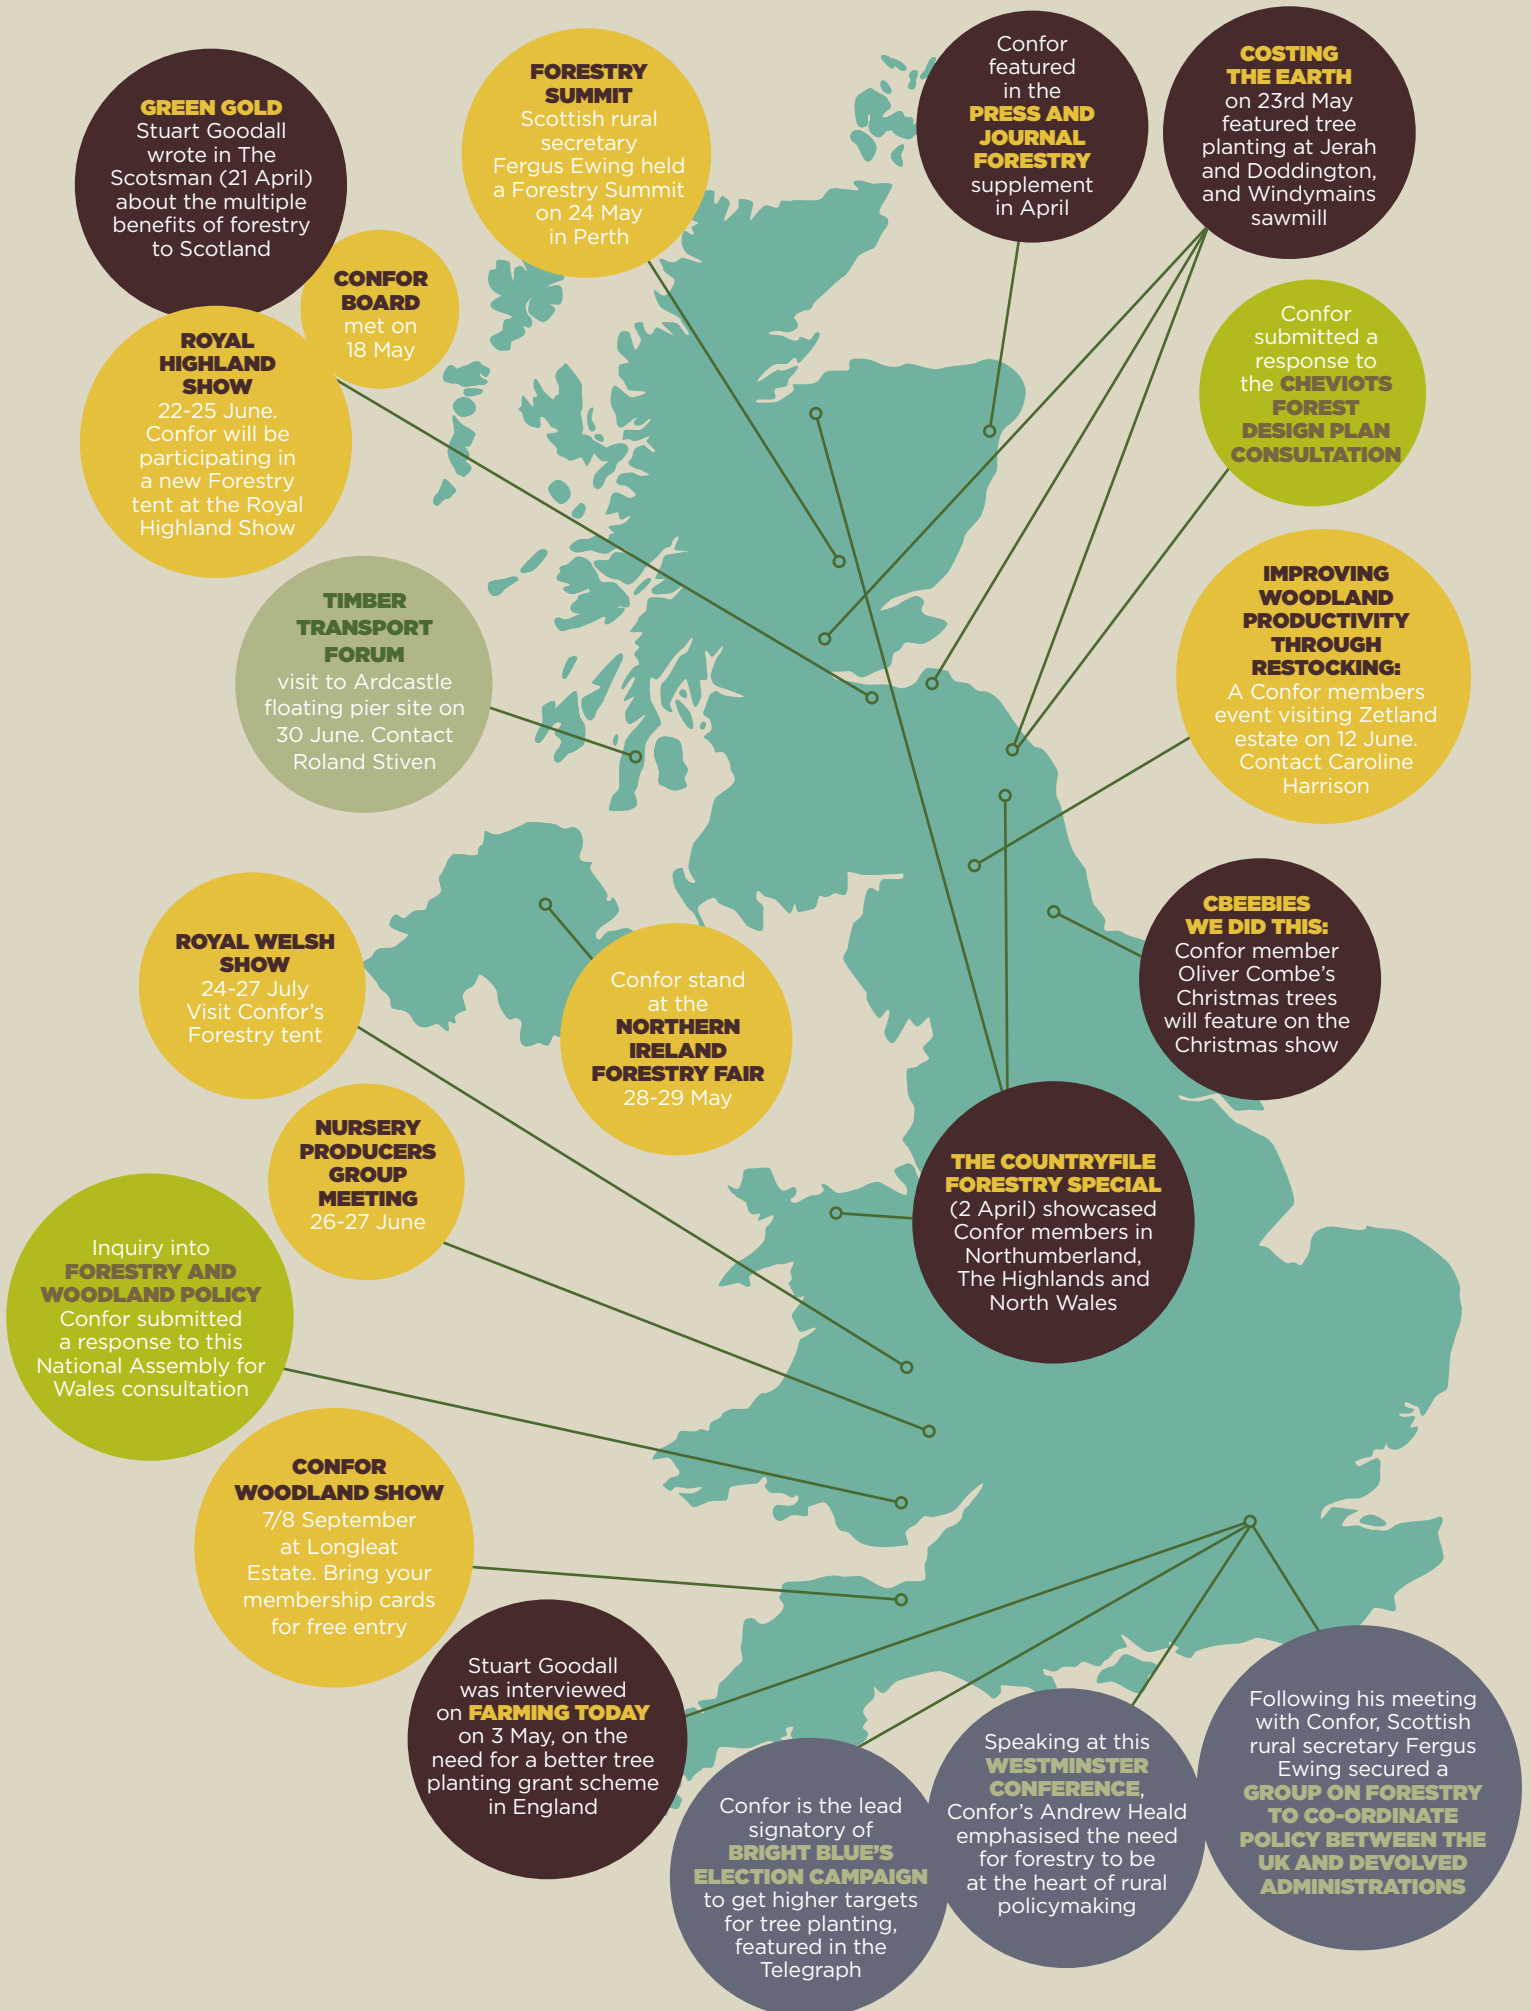 GREEN GOLD
Stuart Goodall
wrote in The
Scotsman (21 April)
about the multiple
benefits of forestry
to Scotland
FORESTRY
SUMMIT
Scottish rural
secretary
Fergus Ewing held
a Forestry Summit
on 24 May
in Perth
Confor
featured
in the
PRESS AND
JOURNAL
FORESTRY
supplement
in April
COSTING
THE EARTH
on 23rd May
featured tree
planting at Jerah
and Doddington,
and Windymains
sawmill
CONFOR
BOARD
met on
18 May
ROYAL
HIGHLAND
SHOW
22-25 June.
Confor will be
participating in
a new Forestry
tent at the Royal
Highland Show
Confor
submitted a
response to
the CHEVIOTS
FOREST
DESIGN PLAN
CONSULTATION
TIMBER
TRANSPORT
FORUM
visit to Ardcastle
floating pier site on
30 June. Contact
Roland Stiven
IMPROVING
WOODLAND
PRODUCTIVITY
THROUGH
RESTOCKING:
A Confor members
event visiting Zetland
estate on 12 June.
Contact Caroline
Harrison
CBEEBIES
WE DID THIS:
Confor member
Oliver Combe's
Christmas trees
will feature on the
Christmas show
ROYAL WELSH
SHOW
24-27 July
Visit Confor's
Forestry tent
Confor stand
at the
NORTHERN
IRELAND
FORESTRY FAIR
28-29 May
NURSERY
PRODUCERS
GROUP
MEETING
26-27 June
THE COUNTRYFILE
FORESTRY SPECIAL
(2 April) showcased
Confor members in
Northumberland,
The Highlands and
North Wales
Inquiry into
FORESTRY AND
WOODLAND POLICY
Confor submitted
a response to this
National Assembly for
Wales consultation
CONFOR
WOODLAND SHOW
7/8 September
at Longleat
Estate. Bring your
membership cards
for free entry
Stuart Goodall
was interviewed
on FARMING TODAY
on 3 May, on the
need for a better tree
planting grant scheme
in England
Confor is the lead
signatory of
BRIGHT BLUE'S
ELECTION CAMPAIGN
to get higher targets
for tree planting,
featured in the
Telegraph
Speaking at this
WESTMINSTER
CONFERENCE,
Confor's Andrew Heald
emphasised the need
for forestry to be
at the heart of rural
policymaking
Following his meeting
with Confor, Scottish
rural secretary Fergus
Ewing secured a
GROUP ON FORESTRY
TO CO-ORDINATE
POLICY BETWEEN THE
UK AND DEVOLVED
ADMINISTRATIONS